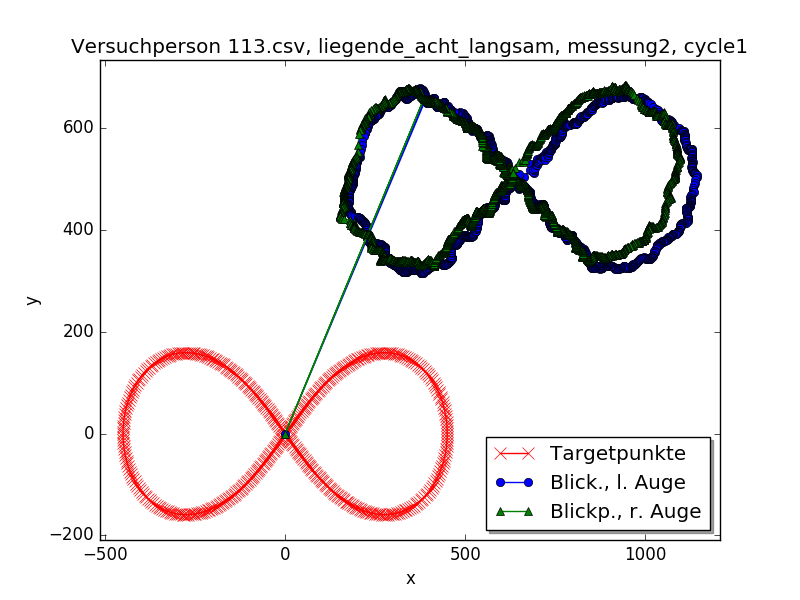 Versuchperson 113.csv, liegende_acht_langsam, messung2, cycle1
y
600
400
200
0
−200
−500
0
500
1000
x
Targetpunkte
Blick., l. Auge
Blickp., r. Auge